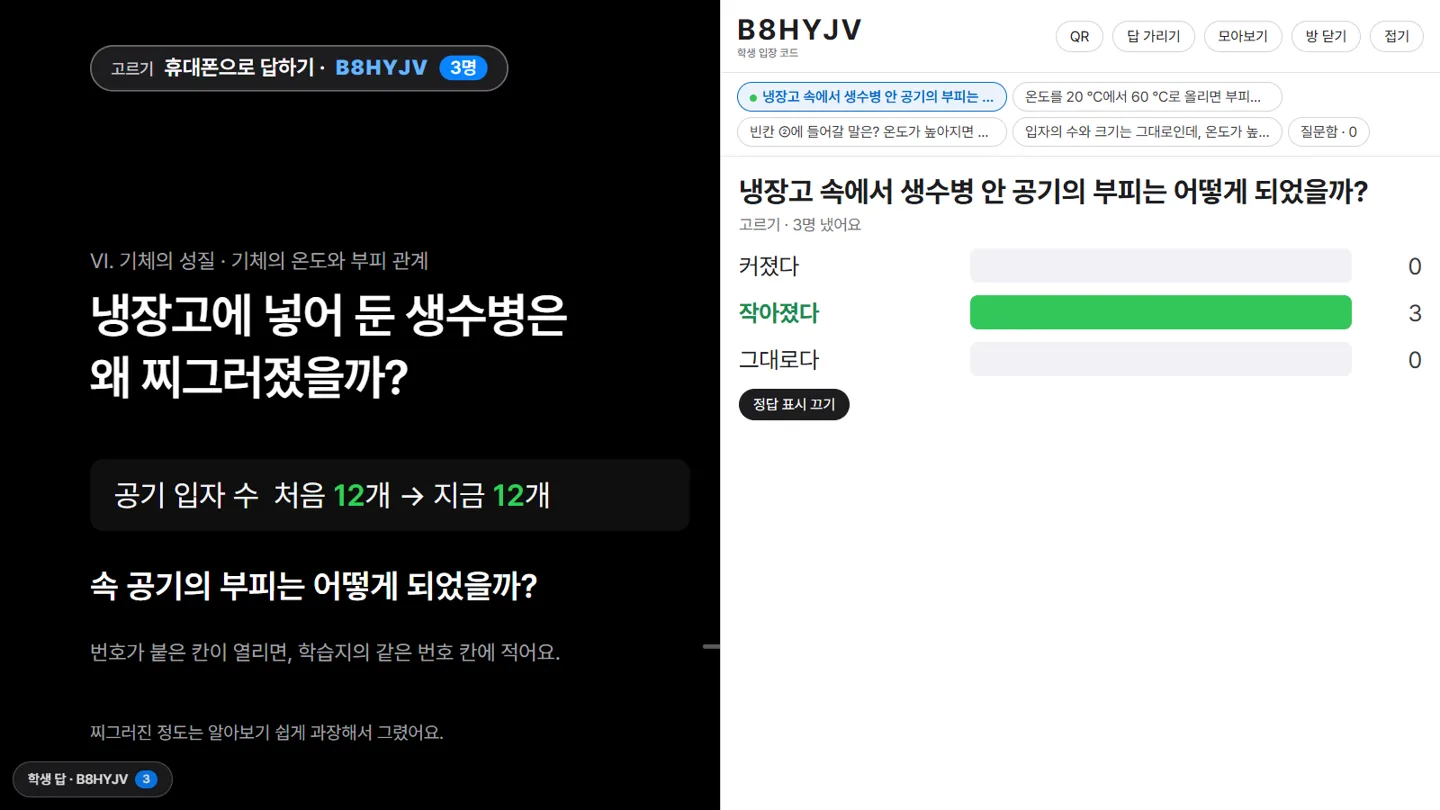 고르기 휴대폰으로 답하기 · B8HYJV 3명
VI. 기체의 성질 · 기체의 온도와 부피 관계
냉장고에 넣어 둔 생수병은
왜 찌그러졌을까?
공기 입자 수 처음 12개 → 지금 12개
속 공기의 부피는 어떻게 되었을까?
번호가 붙은 칸이 열리면, 학습지의 같은 번호 칸에 적어요.
찌그러진 정도는 알아보기 쉽게 과장해서 그렸어요.
학생 답 · B8HYJV 3
B8HYJV
학생 입장 코드
QR 답 가리기 모아보기 방 닫기 접기
냉장고 속에서 생수병 안 공기의 부피는 ... 온도를 20 °C에서 60 °C로 올리면 부피...
빈칸 ②에 들어갈 말은? 온도가 높아지면 ... 입자의 수와 크기는 그대로인데, 온도가 높... 질문함 · 0
냉장고 속에서 생수병 안 공기의 부피는 어떻게 되었을까?
고르기 · 3명 냈어요
커졌다 0
작아졌다 3
그대로다 0
정답 표시 끄기